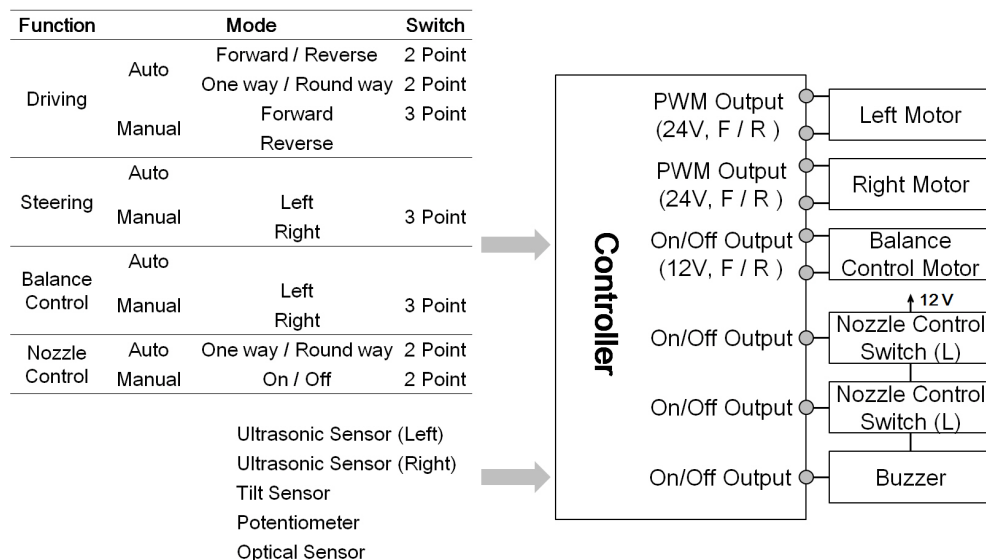 Function Mode Switch
Driving
Auto
Forward / Reverse 2 Point
One way / Round way 2 Point
Manual
Forward 3 Point
Reverse
Steering
Auto
Manual
Left
Right
3 Point
Balance
Control
Auto
Manual
Left
Right
3 Point
Nozzle
Control
Auto One way / Round way 2 Point
Manual On / Off 2 Point
Ultrasonic Sensor (Left)
Ultrasonic Sensor (Right)
Tilt Sensor
Potentiometer
Optical Sensor
Controller
PWM Output
(24V, F / R )
Left Motor
PWM Output
(24V, F / R )
Right Motor
On/Off Output
(12V, F / R )
Balance
Control Motor
12 V
On/Off Output
Nozzle Control
Switch (L)
On/Off Output
Nozzle Control
Switch (L)
On/Off Output
Buzzer